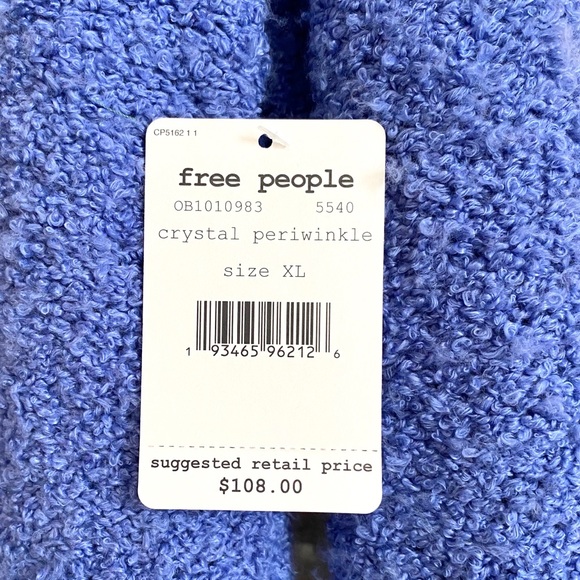 CP5162 1 1
free people
OB1010983 5540
crystal periwinkle
size XL
1 93465 96212 6
suggested retail price
$108.00